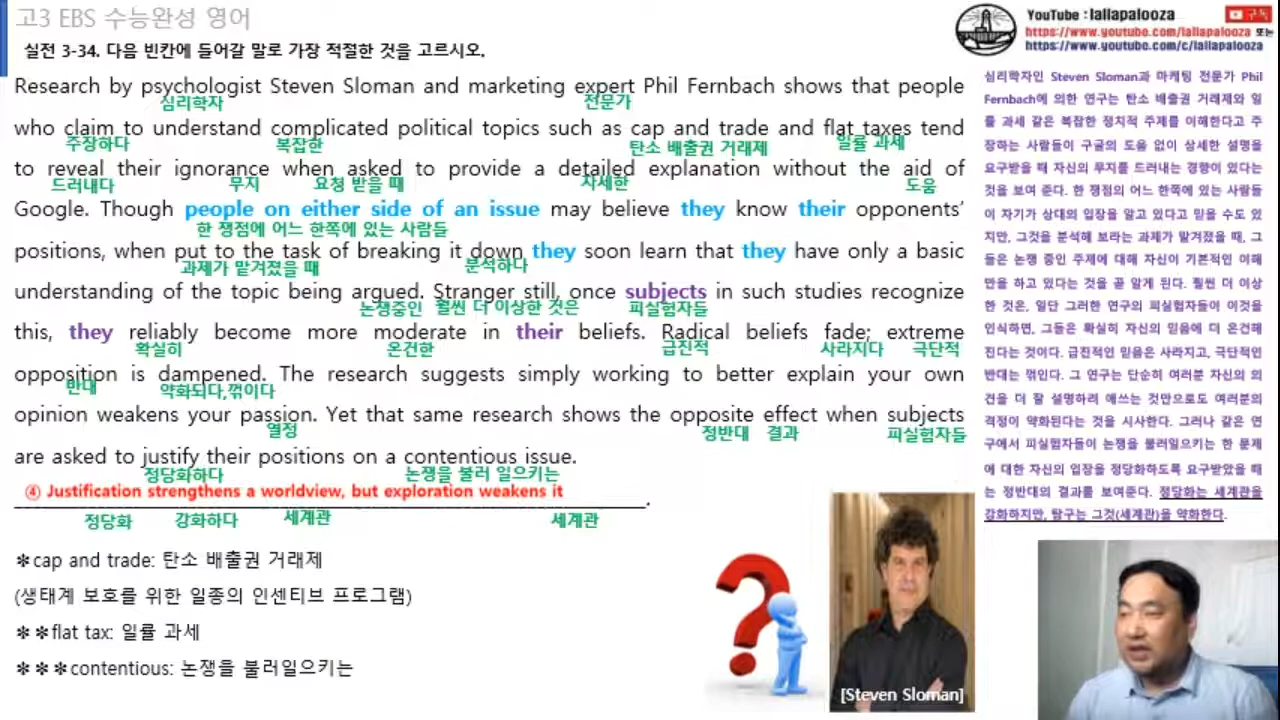 고3 EBS 수능완성 영어
YouTube : lallapalooza 구독
https://www.youtube.com/lallapalooza 또는
https://www.youtube.com/c/lallapalooza
실전 3-34. 다음 빈칸에 들어갈 말로 가장 적절한 것을 고르시오.
Research by psychologist Steven Sloman and marketing expert Phil Fernbach shows that people
심리학자 전문가
who claim to understand complicated political topics such as cap and trade and flat taxes tend
주장하다 복잡한 탄소 배출권 거래제 일률 과세
to reveal their ignorance when asked to provide a detailed explanation without the aid of
드러내다 무지 요청 받을 때 자세한 도움
Google. Though people on either side of an issue may believe they know their opponents'
한 쟁점에 어느 한쪽에 있는 사람들
positions, when put to the task of breaking it down they soon learn that they have only a basic
과제가 맡겨졌을 때 분석하다
understanding of the topic being argued. Stranger still, once subjects in such studies recognize
논쟁중인 훨씬 더 이상한 것은 피실험자들
this, they reliably become more moderate in their beliefs. Radical beliefs fade; extreme
확실히 온건한 급진적 사라지다 극단적
opposition is dampened. The research suggests simply working to better explain your own
반대 약화되다,꺾이다
opinion weakens your passion. Yet that same research shows the opposite effect when subjects
열정 정반대 결과 피실험자들
are asked to justify their positions on a contentious issue.
정당화하다 논쟁을 불러 일으키는
④ Justification strengthens a worldview, but exploration weakens it.
정당화 강화하다 세계관 세계관
✻cap and trade: 탄소 배출권 거래제
(생태계 보호를 위한 일종의 인센티브 프로그램)
✻✻flat tax: 일률 과세
✻✻✻contentious: 논쟁을 불러일으키는
[Steven Sloman]
심리학자인 Steven Sloman과 마케팅 전문가 Phil
Fernbach에 의한 연구는 탄소 배출권 거래제와 일
률 과세 같은 복잡한 정치적 주제를 이해한다고 주
장하는 사람들이 구글의 도움 없이 상세한 설명을
요구받을 때 자신의 무지를 드러내는 경향이 있다는
것을 보여 준다. 한 쟁점의 어느 한쪽에 있는 사람들
이 자기가 상대의 입장을 알고 있다고 믿을 수도 있
지만, 그것을 분석해 보라는 과제가 맡겨졌을 때, 그
들은 논쟁 중인 주제에 대해 자신이 기본적인 이해
만을 하고 있다는 것을 곧 알게 된다. 훨씬 더 이상
한 것은, 일단 그러한 연구의 피실험자들이 이것을
인식하면, 그들은 확실히 자신의 믿음에 더 온건해
진다는 것이다. 급진적인 믿음은 사라지고, 극단적인
반대는 꺾인다. 그 연구는 단순히 여러분 자신의 의
견을 더 잘 설명하려 애쓰는 것만으로도 여러분의
격정이 약화된다는 것을 시사한다. 그러나 같은 연
구에서 피실험자들이 논쟁을 불러일으키는 한 문제
에 대한 자신의 입장을 정당화하도록 요구받았을 때
는 정반대의 결과를 보여준다. 정당화는 세계관을
강화하지만, 탐구는 그것(세계관)을 약화한다.